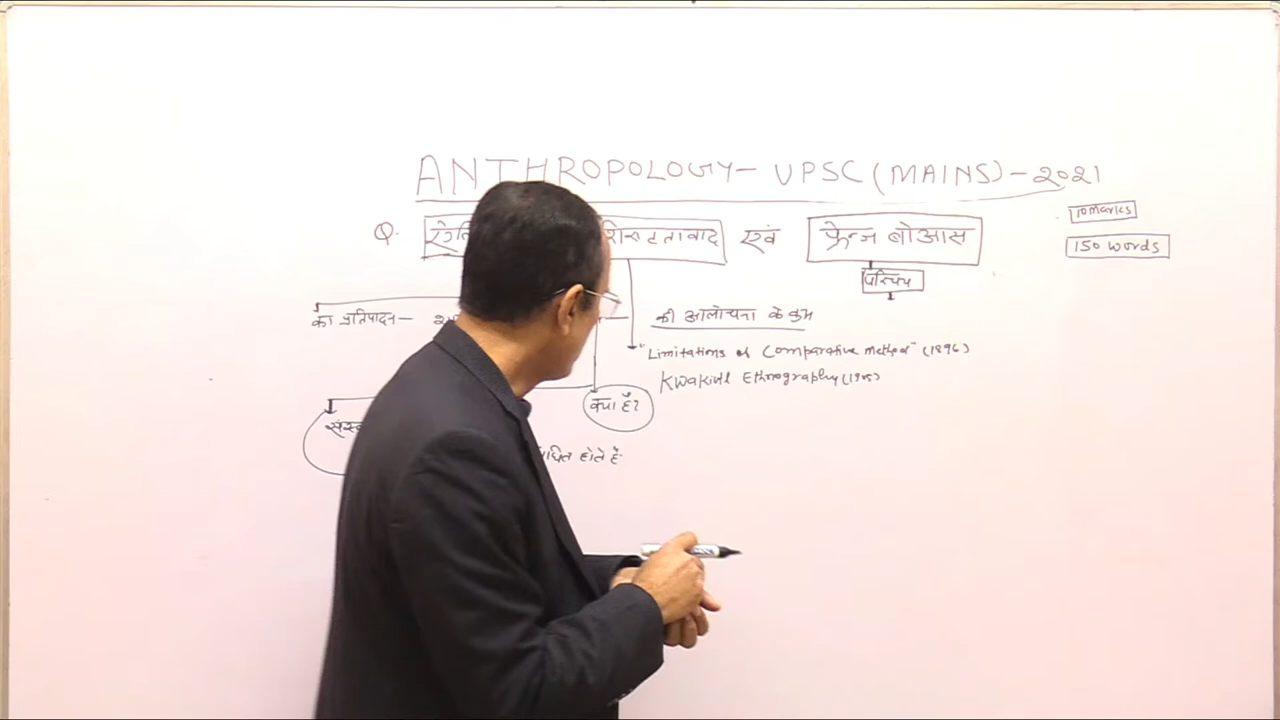 ANTHROPOLOGY- UPSC (MAINS) - 2021
10 marks
Q. एवं फ्रेन्ज बोआस
150 words
परिचय
का प्रतिपादन- की आलोचना के क्रम
"Limitations of Comparative method" (1896)
Kwakiutl Ethnography
क्या है?
होते हैं